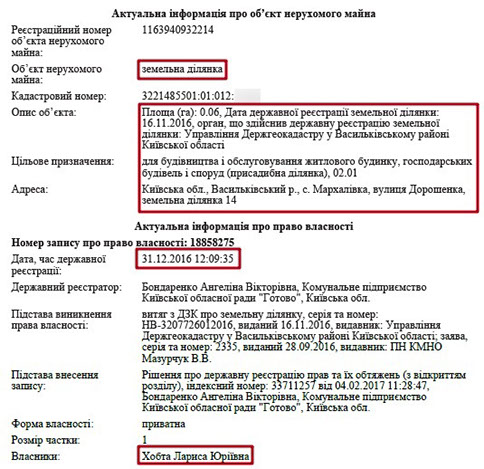 Актуальна інформація про об’єкт нерухомого майна
Реєстраційний номер 1163940932214
об’єкта нерухомого
майна:
Об’єкт нерухомого земельна ділянка
майна:
Кадастровий номер: 3221485501:01:012:
Опис об’єкта: Площа (га): 0.06, Дата державної реєстрації земельної ділянки:
16.11.2016, орган, що здійснив державну реєстрацію земельної
ділянки: Управління Держгеокадастру у Васильківському районі
Київської області
Цільове призначення: для будівництва і обслуговування житлового будинку, господарських
будівель і споруд (присадибна ділянка), 02.01
Адреса: Київська обл., Васильківський р., с. Мархалівка, вулиця Дорошенка,
земельна ділянка 14
Актуальна інформація про право власності
Номер запису про право власності: 18858275
Дата, час державної 31.12.2016 12:09:35
реєстрації:
Державний реєстратор: Бондаренко Ангеліна Вікторівна, Комунальне підприємство
Київської обласної ради "Готово", Київська обл.
Підстава виникнення витяг з ДЗК про земельну ділянку, серія та номер:
права власності: НВ-3207726012016, виданий 16.11.2016, видавник: Управління
Держгеокадастру у Васильківському районі Київської області; заява,
серія та номер: 2335, виданий 28.09.2016, видавник: ПН КМНО
Мазурчук В.В.
Підстава внесення Рішення про державну реєстрацію прав та їх обтяжень (з відкриттям
запису: розділу), індексний номер: 33711257 від 04.02.2017 11:28:47,
Бондаренко Ангеліна Вікторівна, Комунальне підприємство
Київської обласної ради "Готово", Київська обл.
Форма власності: приватна
Розмір частки: 1
Власники: Хобта Лариса Юріївна